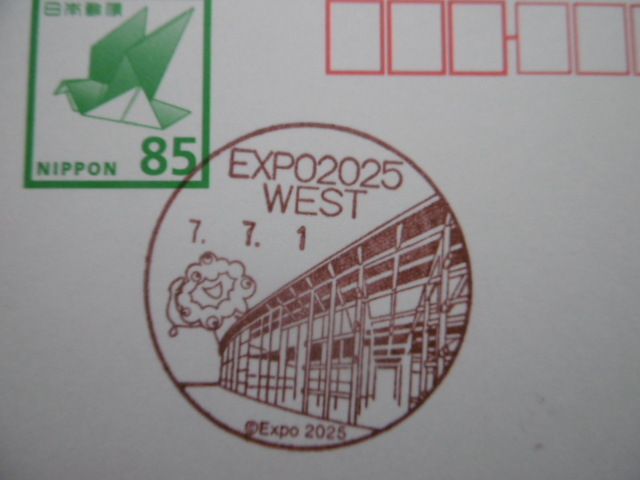 日本郵便
NIPPON 85
EXPO2025
WEST
7. 7. 1
©Expo 2025